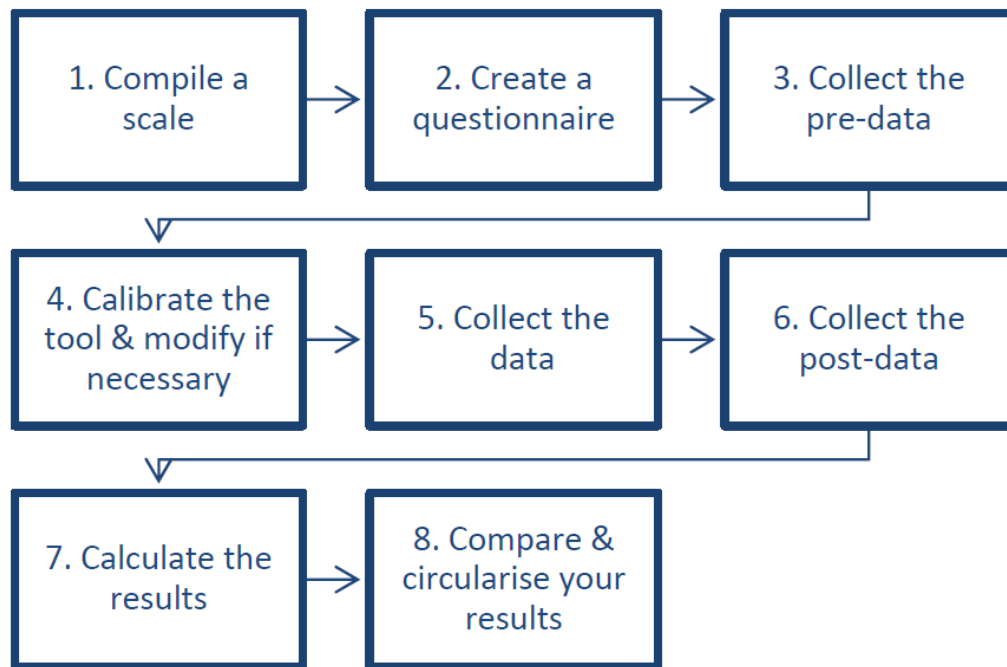 1. Compile a
scale
2. Create a
questionnaire
3. Collect the
pre-data
4. Calibrate the
tool & modify if
necessary
5. Collect the
data
6. Collect the
post-data
7. Calculate the
results
8. Compare &
circularise your
results